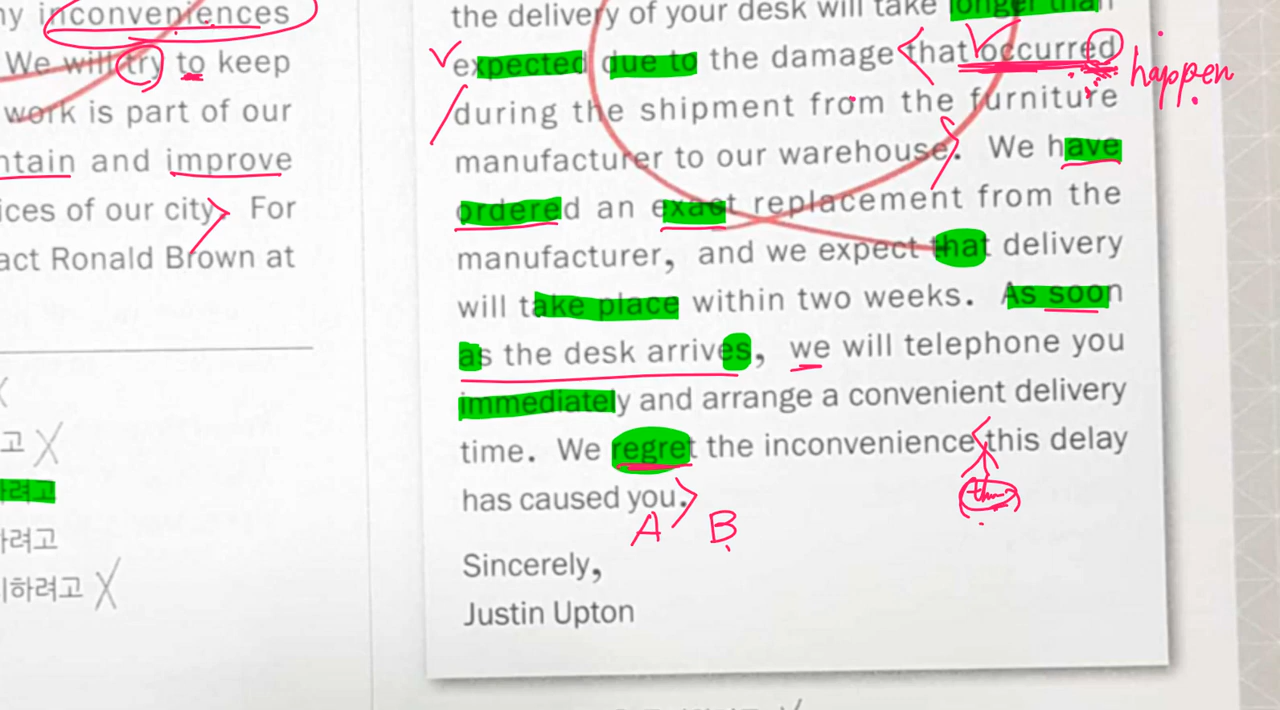 ny inconveniences
We will try to keep
work is part of our
ntain and improve
ices of our city. For
act Ronald Brown at
고 X
려고
려고
하려고 X
the delivery of your desk will take longer than
expected due to the damage that occurred
happen
during the shipment from the furniture
manufacturer to our warehouse. We have
ordered an exact replacement from the
manufacturer, and we expect that delivery
will take place within two weeks. As soon
as the desk arrives, we will telephone you
immediately and arrange a convenient delivery
time. We regret the inconvenience this delay
has caused you.
A B
Sincerely,
Justin Upton